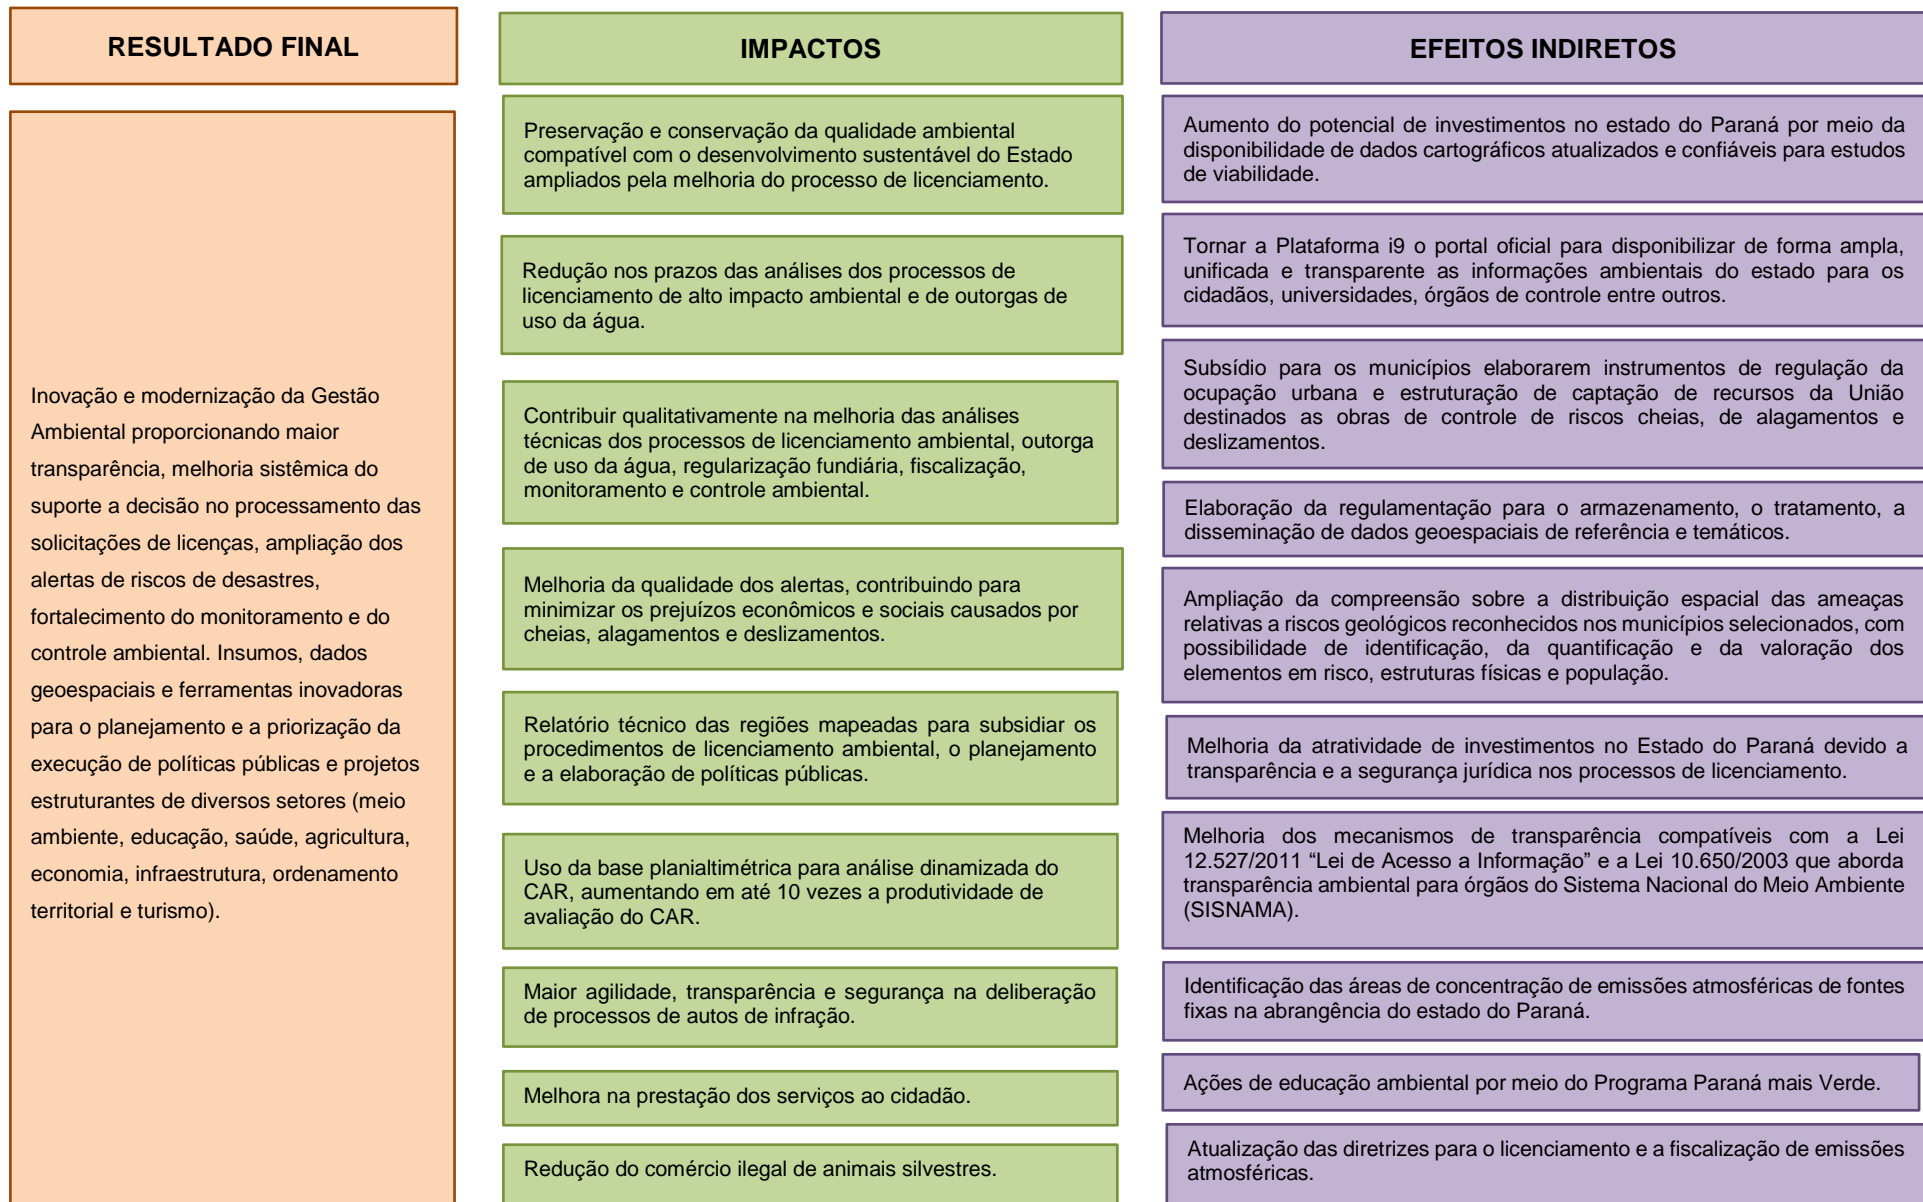 RESULTADO FINAL
Inovação e modernização da Gestão
Ambiental proporcionando maior
transparência, melhoria sistêmica do
suporte a decisão no processamento das
solicitações de licenças, ampliação dos
alertas de riscos de desastres,
fortalecimento do monitoramento e do
controle ambiental. Insumos, dados
geoespaciais e ferramentas inovadoras
para o planejamento e a priorização da
execução de políticas públicas e projetos
estruturantes de diversos setores (meio
ambiente, educação, saúde, agricultura,
economia, infraestrutura, ordenamento
territorial e turismo).
IMPACTOS
Preservação e conservação da qualidade ambiental
compatível com o desenvolvimento sustentável do Estado
ampliados pela melhoria do processo de licenciamento.
Redução nos prazos das análises dos processos de
licenciamento de alto impacto ambiental e de outorgas de
uso da água.
Contribuir qualitativamente na melhoria das análises
técnicas dos processos de licenciamento ambiental, outorga
de uso da água, regularização fundiária, fiscalização,
monitoramento e controle ambiental.
Melhoria da qualidade dos alertas, contribuindo para
minimizar os prejuízos econômicos e sociais causados por
cheias, alagamentos e deslizamentos.
Relatório técnico das regiões mapeadas para subsidiar os
procedimentos de licenciamento ambiental, o planejamento
e a elaboração de políticas públicas.
Uso da base planialtimétrica para análise dinamizada do
CAR, aumentando em até 10 vezes a produtividade de
avaliação do CAR.
Maior agilidade, transparência e segurança na deliberação
de processos de autos de infração.
Melhora na prestação dos serviços ao cidadão.
Redução do comércio ilegal de animais silvestres.
EFEITOS INDIRETOS
Aumento do potencial de investimentos no estado do Paraná por meio da
disponibilidade de dados cartográficos atualizados e confiáveis para estudos
de viabilidade.
Tornar a Plataforma i9 o portal oficial para disponibilizar de forma ampla,
unificada e transparente as informações ambientais do estado para os
cidadãos, universidades, órgãos de controle entre outros.
Subsídio para os municípios elaborarem instrumentos de regulação da
ocupação urbana e estruturação de captação de recursos da União
destinados as obras de controle de riscos cheias, de alagamentos e
deslizamentos.
Elaboração da regulamentação para o armazenamento, o tratamento, a
disseminação de dados geoespaciais de referência e temáticos.
Ampliação da compreensão sobre a distribuição espacial das ameaças
relativas a riscos geológicos reconhecidos nos municípios selecionados, com
possibilidade de identificação, da quantificação e da valoração dos
elementos em risco, estruturas físicas e população.
Melhoria da atratividade de investimentos no Estado do Paraná devido a
transparência e a segurança jurídica nos processos de licenciamento.
Melhoria dos mecanismos de transparência compatíveis com a Lei
12.527/2011 “Lei de Acesso a Informação” e a Lei 10.650/2003 que aborda
transparência ambiental para órgãos do Sistema Nacional do Meio Ambiente
(SISNAMA).
Identificação das áreas de concentração de emissões atmosféricas de fontes
fixas na abrangência do estado do Paraná.
Ações de educação ambiental por meio do Programa Paraná mais Verde.
Atualização das diretrizes para o licenciamento e a fiscalização de emissões
atmosféricas.